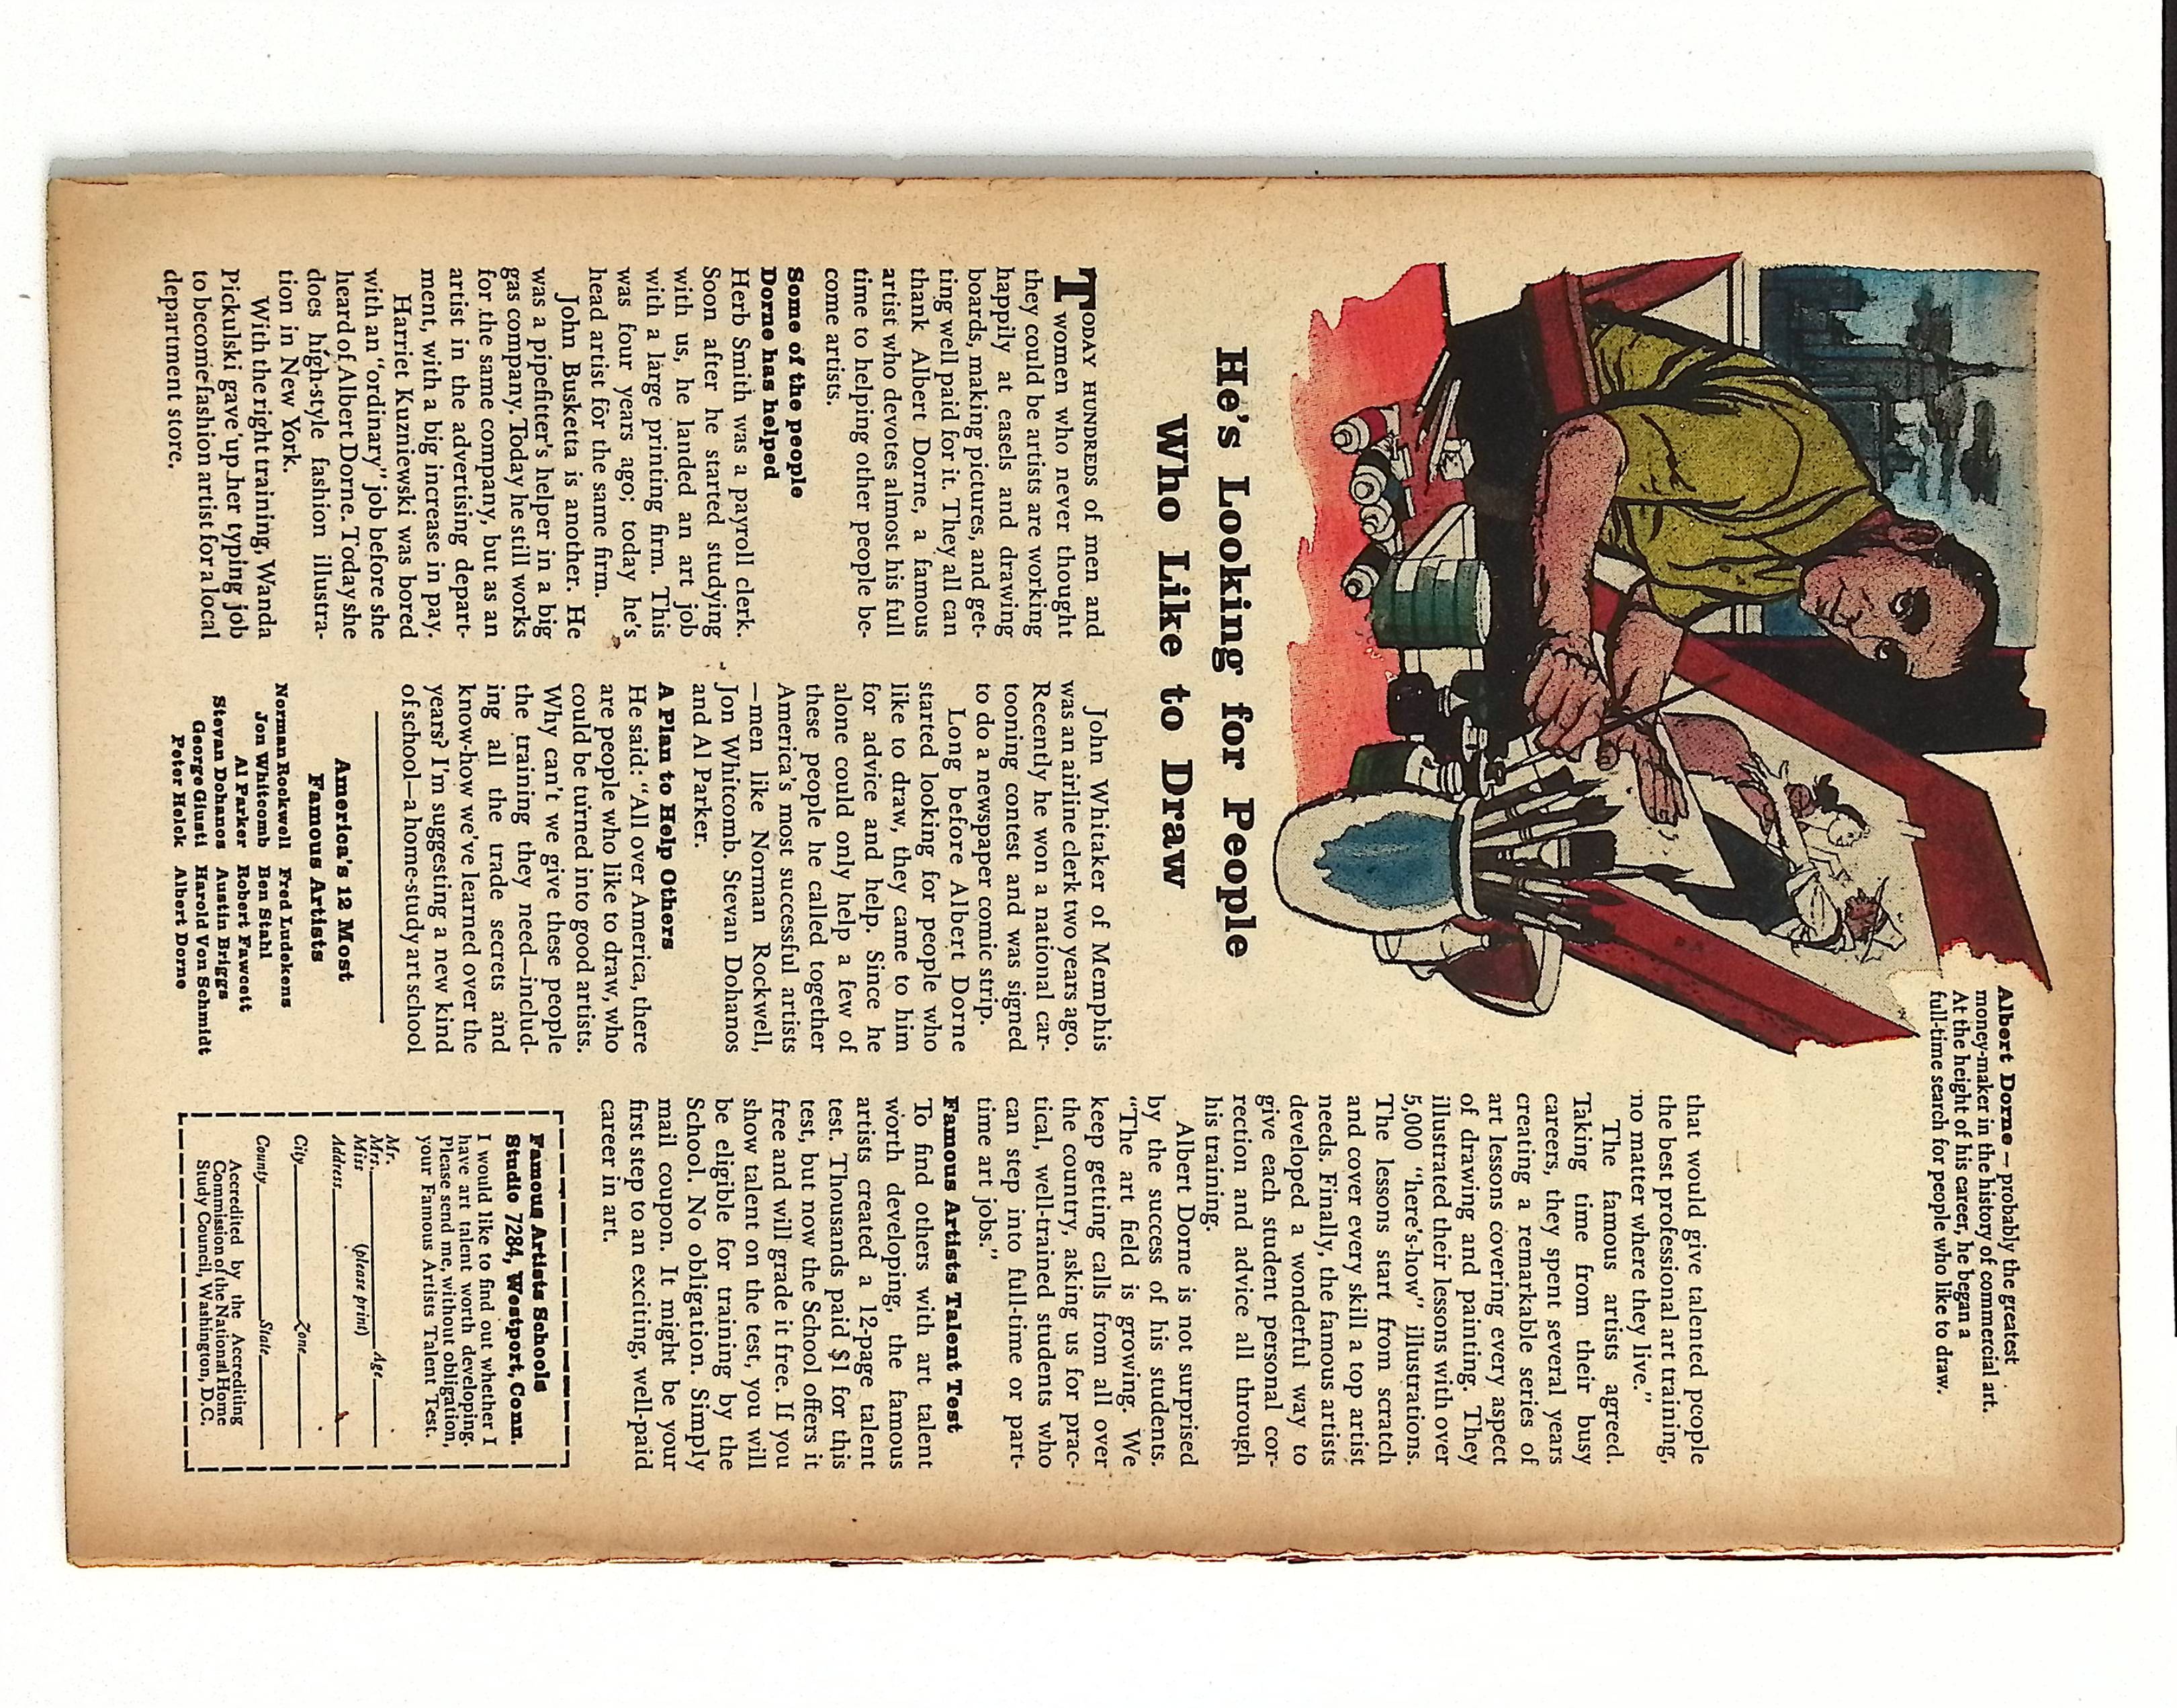 Albert Dorne – probably the greatest
money-maker in the history of commercial art.
At the height of his career, he began a
full-time search for people who like to draw.
He's Looking for People
Who Like to Draw
TODAY HUNDREDS of men and
women who never thought
they could be artists are working
happily at easels and drawing
boards, making pictures, and get-
ting well paid for it. They all can
thank Albert Dorne, a famous
artist who devotes almost his full
time to helping other people be-
come artists.
Some of the people
Dorne has helped
Herb Smith was a payroll clerk.
Soon after he started studying
with us, he landed an art job
with a large printing firm. This
was four years ago; today he's
head artist for the same firm.
John Busketta is another. He
was a pipefitter's helper in a big
gas company. Today he still works
for the same company, but as an
artist in the advertising depart-
ment, with a big increase in pay.
Harriet Kuzniewski was bored
with an "ordinary" job before she
heard of Albert Dorne. Today she
does high-style fashion illustra-
tion in New York.
With the right training, Wanda
Pickulski gave up her typing job
to become fashion artist for a local
department store.
John Whitaker of Memphis
was an airline clerk two years ago.
Recently he won a national car-
tooning contest and was signed
to do a newspaper comic strip.
Long before Albert Dorne
started looking for people who
like to draw, they came to him
for advice and help. Since he
alone could only help a few of
these people he called together
America's most successful artists
—men like Norman Rockwell,
Jon Whitcomb. Stevan Dohanos
and Al Parker.
A Plan to Help Others
He said: "All over America, there
are people who like to draw, who
could be turned into good artists.
Why can't we give these people
the training they need—includ-
ing all the trade secrets and
know-how we've learned over the
years? I'm suggesting a new kind
of school—a home-study art school
America's 12 Most
Famous Artists
Norman Rockwell Fred Ludekens
Jon Whitcomb Ben Stahl
Al Parker Robert Fawcett
Stevan Dohanos Austin Briggs
George Giusti Harold Von Schmidt
Peter Helck Albert Dorne
that would give talented people
the best professional art training,
no matter where they live."
The famous artists agreed.
Taking time from their busy
careers, they spent several years
creating a remarkable series of
art lessons covering every aspect
of drawing and painting. They
illustrated their lessons with over
5,000 "here's-how" illustrations.
The lessons start from scratch
and cover every skill a top artist
needs. Finally, the famous artists
developed a wonderful way to
give each student personal cor-
rection and advice all through
his training.
Albert Dorne is not surprised
by the success of his students.
"The art field is growing. We
keep getting calls from all over
the country, asking us for prac-
tical, well-trained students who
can step into full-time or part-
time art jobs."
Famous Artists Talent Test
To find others with art talent
worth developing, the famous
artists created a 12-page talent
test. Thousands paid $1 for this
test, but now the School offers it
free and will grade it free. If you
show talent on the test, you will
be eligible for training by the
School. No obligation. Simply
mail coupon. It might be your
first step to an exciting, well-paid
career in art.
Famous Artists Schools
Studio 7284, Westport, Conn.
I would like to find out whether I
have art talent worth developing.
Please send me, without obligation,
your Famous Artists Talent Test.
Mr.
Mrs. Age
Miss (please print)
Address
City Zone
County State
Accredited by the Accrediting
Commission of the National Home
Study Council, Washington, D.C.